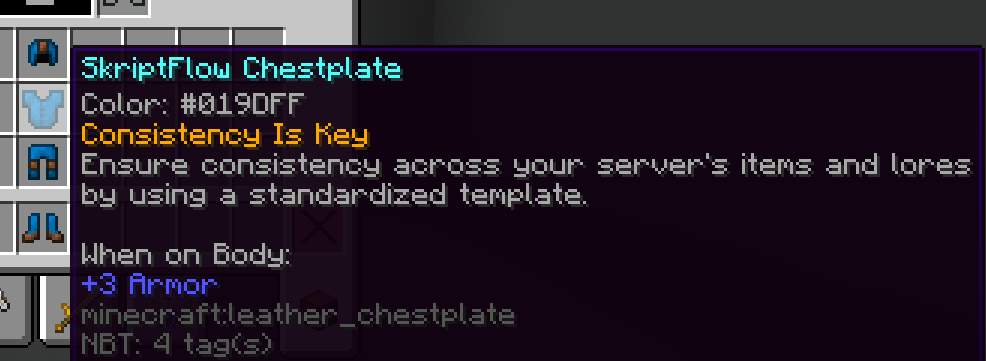 SkriptFlow Chestplate
Color: #019DFF
Consistency Is Key
Ensure consistency across your server's items and lores
by using a standardized template.
When on Body:
+3 Armor
minecraft:leather_chestplate
NBT: 4 tag(s)